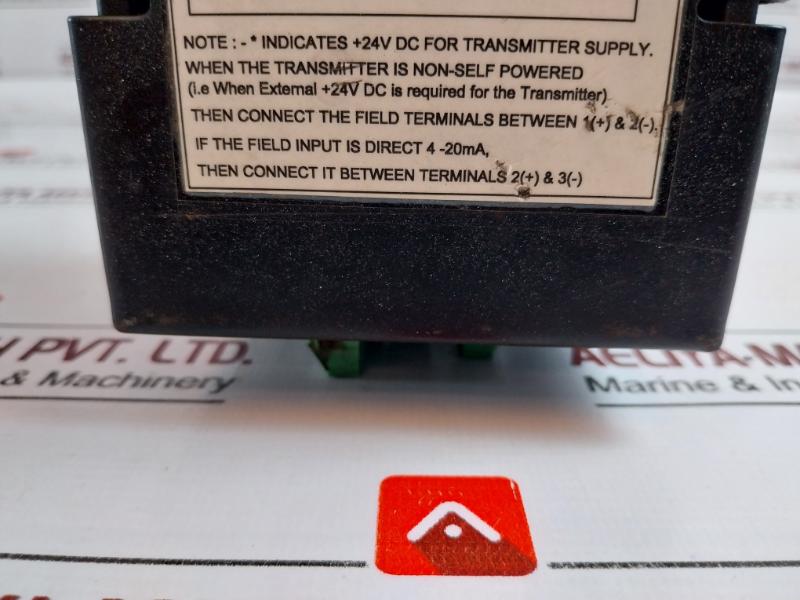 NOTE : - * INDICATES +24V DC FOR TRANSMITTER SUPPLY.
WHEN THE TRANSMITTER IS NON-SELF POWERED
(i.e When External +24V DC is required for the Transmitter)
THEN CONNECT THE FIELD TERMINALS BETWEEN 1(+) & 2(-).
IF THE FIELD INPUT IS DIRECT 4 -20mA,
THEN CONNECT IT BETWEEN TERMINALS 2(+) & 3(-)
PVT. LTD.
& Machinery
Marine &